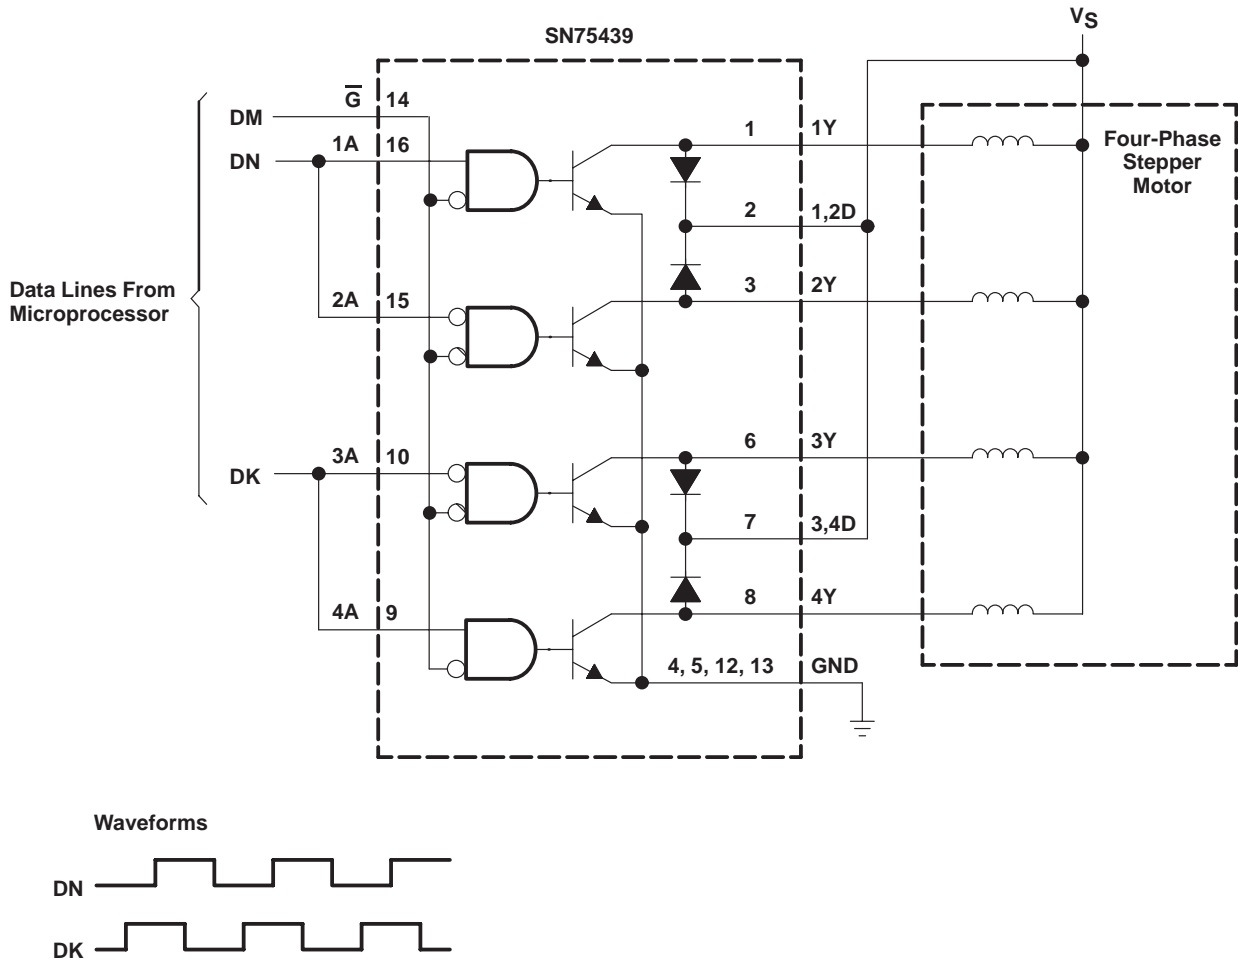 SN75439
VS
G̅ 14
DM
1A 16
DN
1 1Y
Four-Phase
Stepper
Motor
2 1,2D
Data Lines From
Microprocessor
2A 15
3 2Y
3A 10
DK
6 3Y
7 3,4D
4A 9
8 4Y
4, 5, 12, 13 GND
Waveforms
DN
DK